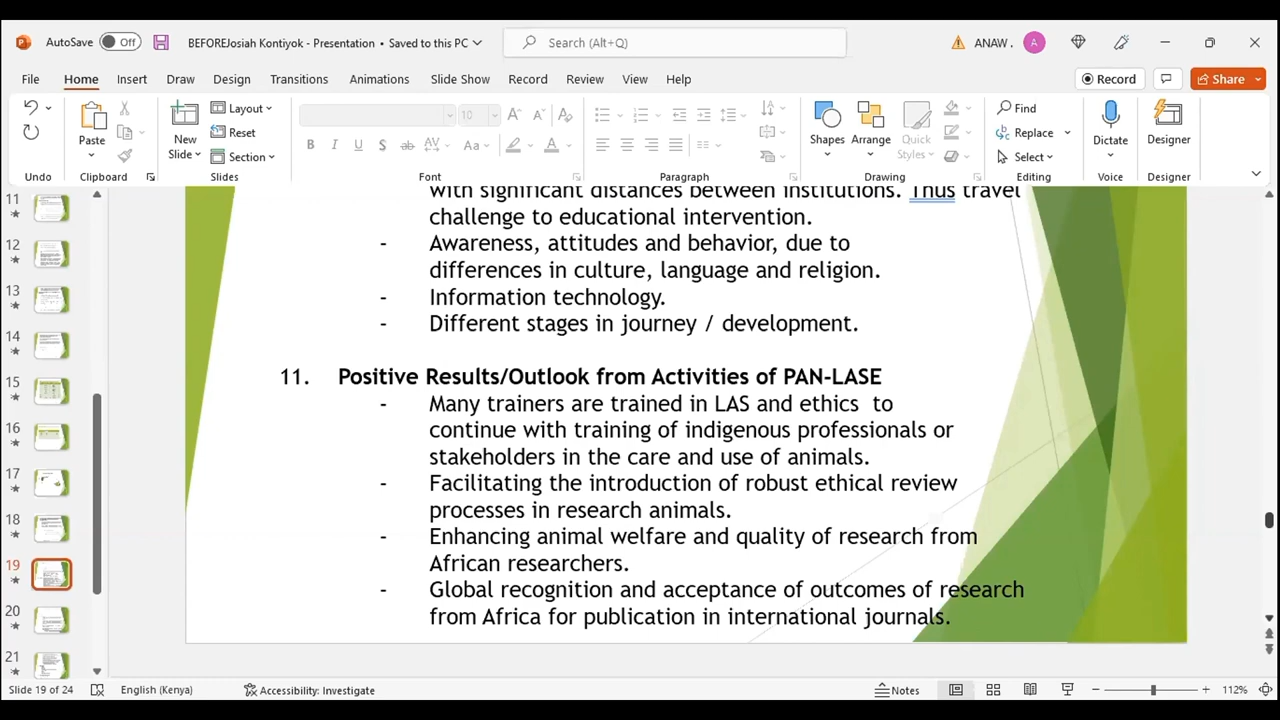 AutoSave Off BEFOREJosiah Kontiyok - Presentation • Saved to this PC Search (Alt+Q) ANAW . A
File Home Insert Draw Design Transitions Animations Slide Show Record Review View Help Record Share
Undo
Paste
Clipboard
New
Slide
Layout
Reset
Section
Slides
10
B I U S ab AV Aa A
Font
Paragraph
Shapes
Arrange
Quick
Styles
Drawing
Find
Replace
Select
Editing
Dictate
Voice
Designer
Designer
11
12
13
14
15
16
17
18
19
20
21
with significant distances between institutions. Thus travel
challenge to educational intervention.
- Awareness, attitudes and behavior, due to
differences in culture, language and religion.
- Information technology.
- Different stages in journey / development.
11. Positive Results/Outlook from Activities of PAN-LASE
- Many trainers are trained in LAS and ethics to
continue with training of indigenous professionals or
stakeholders in the care and use of animals.
- Facilitating the introduction of robust ethical review
processes in research animals.
- Enhancing animal welfare and quality of research from
African researchers.
- Global recognition and acceptance of outcomes of research
from Africa for publication in international journals.
Slide 19 of 24 English (Kenya) Accessibility: Investigate Notes 112%